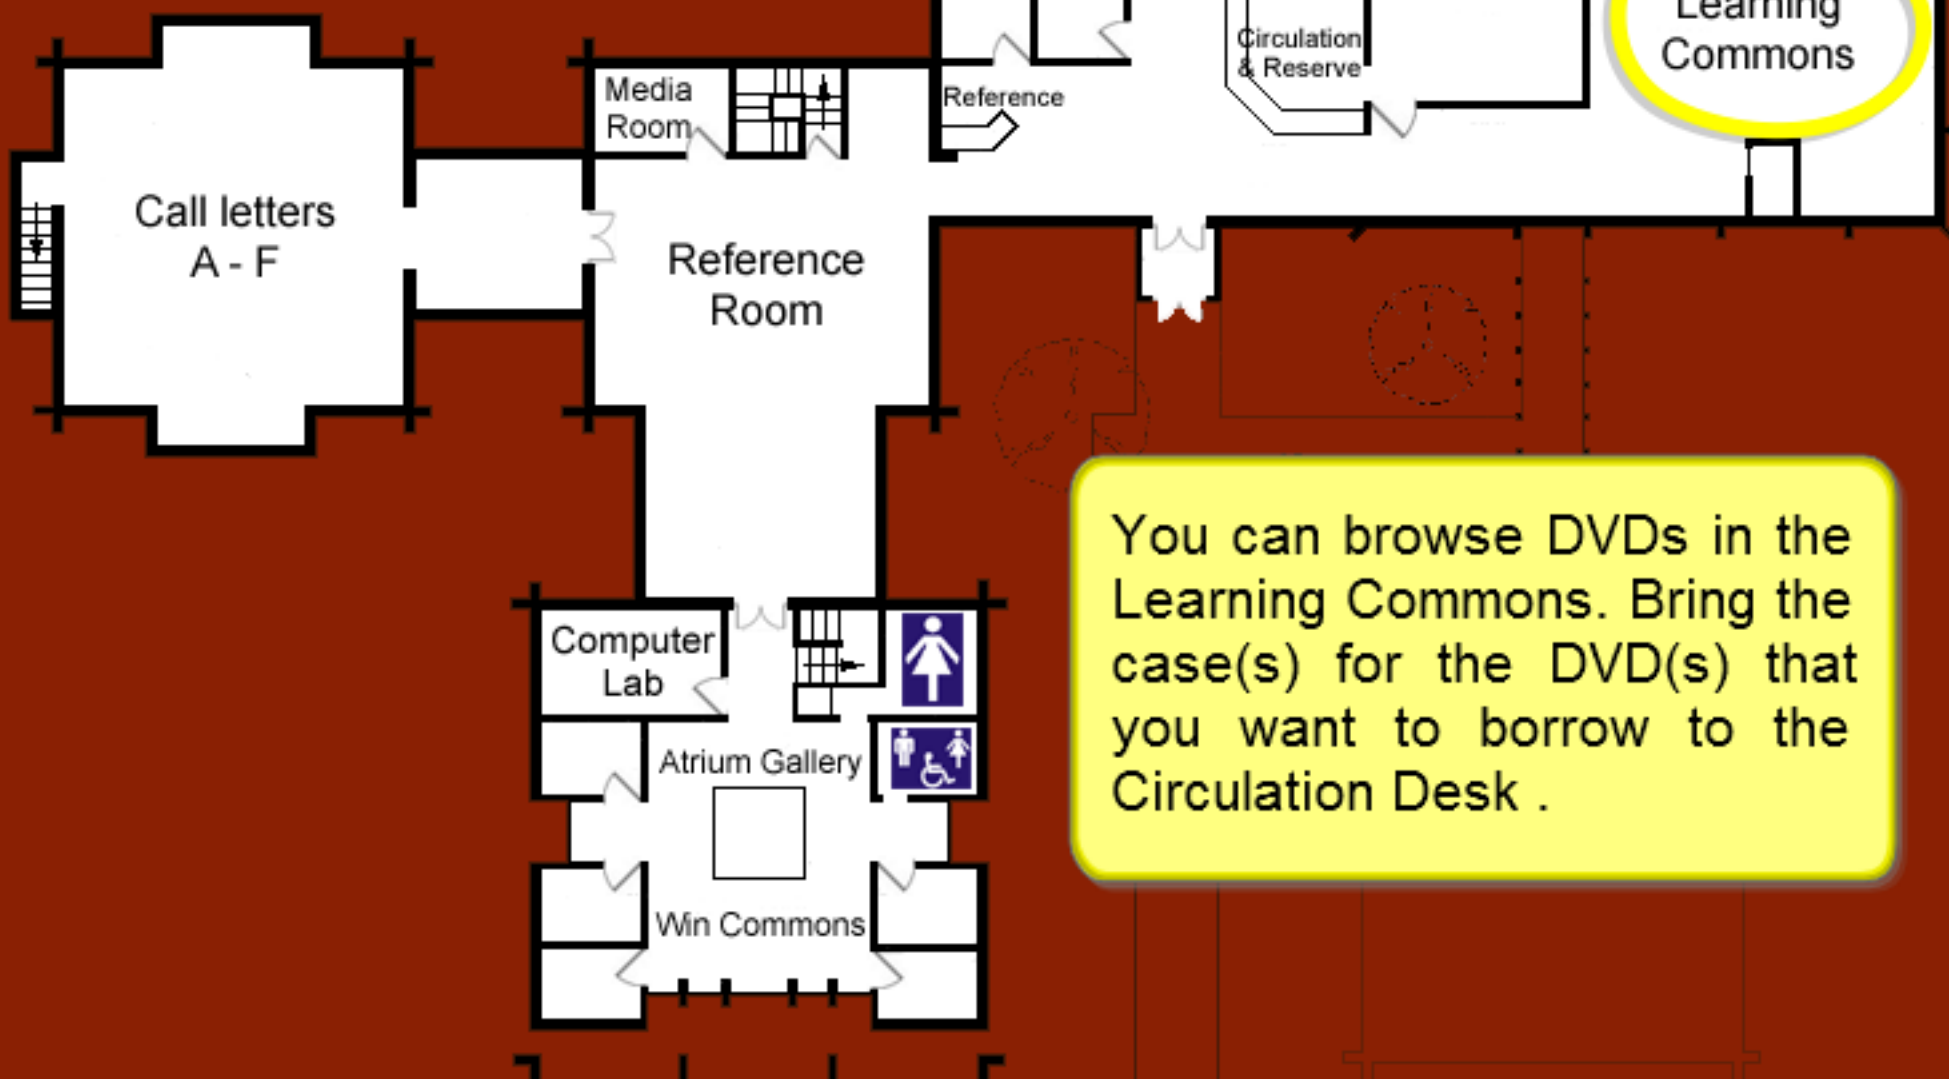 Learning
Commons
Circulation
& Reserve
Media
Room
Reference
Call letters
A - F
Reference
Room
You can browse DVDs in the
Learning Commons. Bring the
case(s) for the DVD(s) that
you want to borrow to the
Circulation Desk .
Computer
Lab
Atrium Gallery
Win Commons